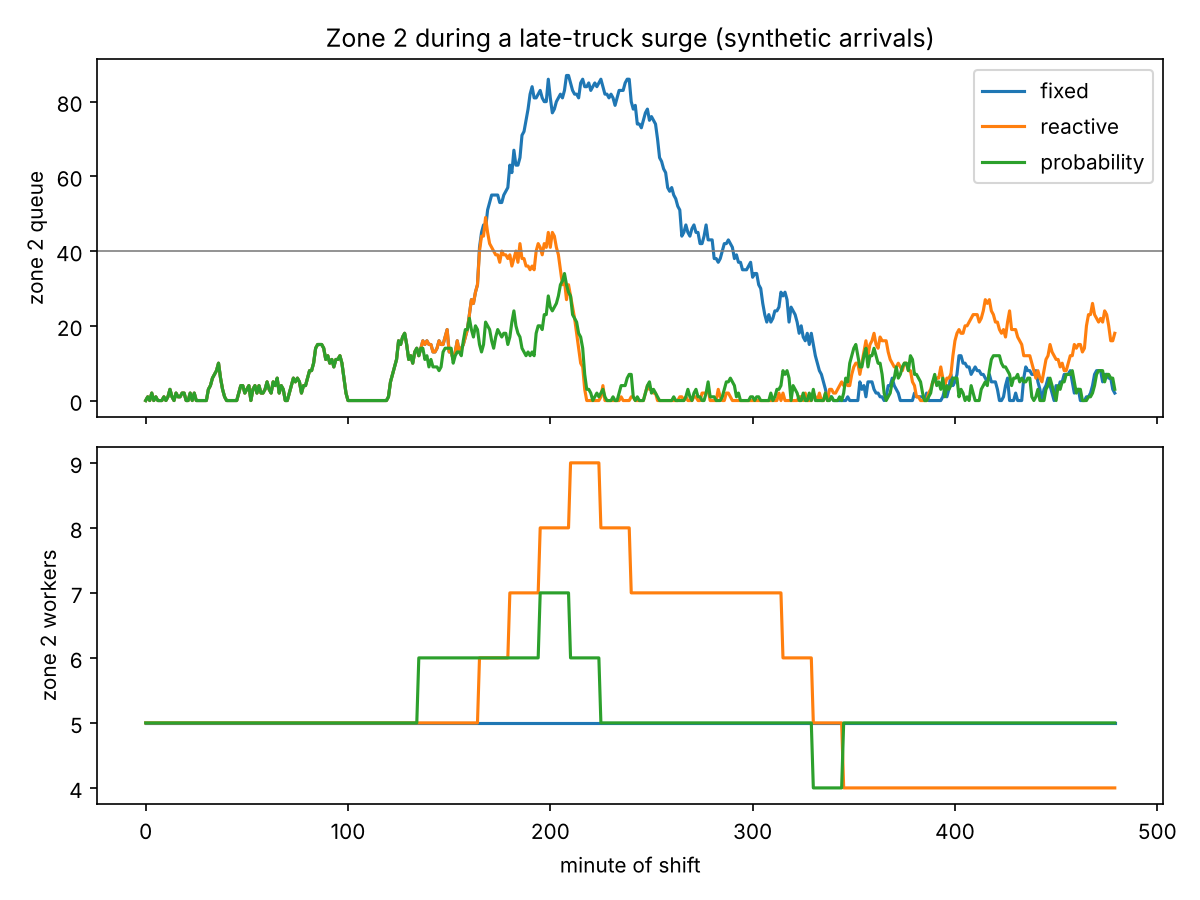 Zone 2 during a late-truck surge (synthetic arrivals)
fixed
reactive
probability
zone 2 queue
80
60
40
20
0
zone 2 workers
9
8
7
6
5
4
0 100 200 300 400 500
minute of shift